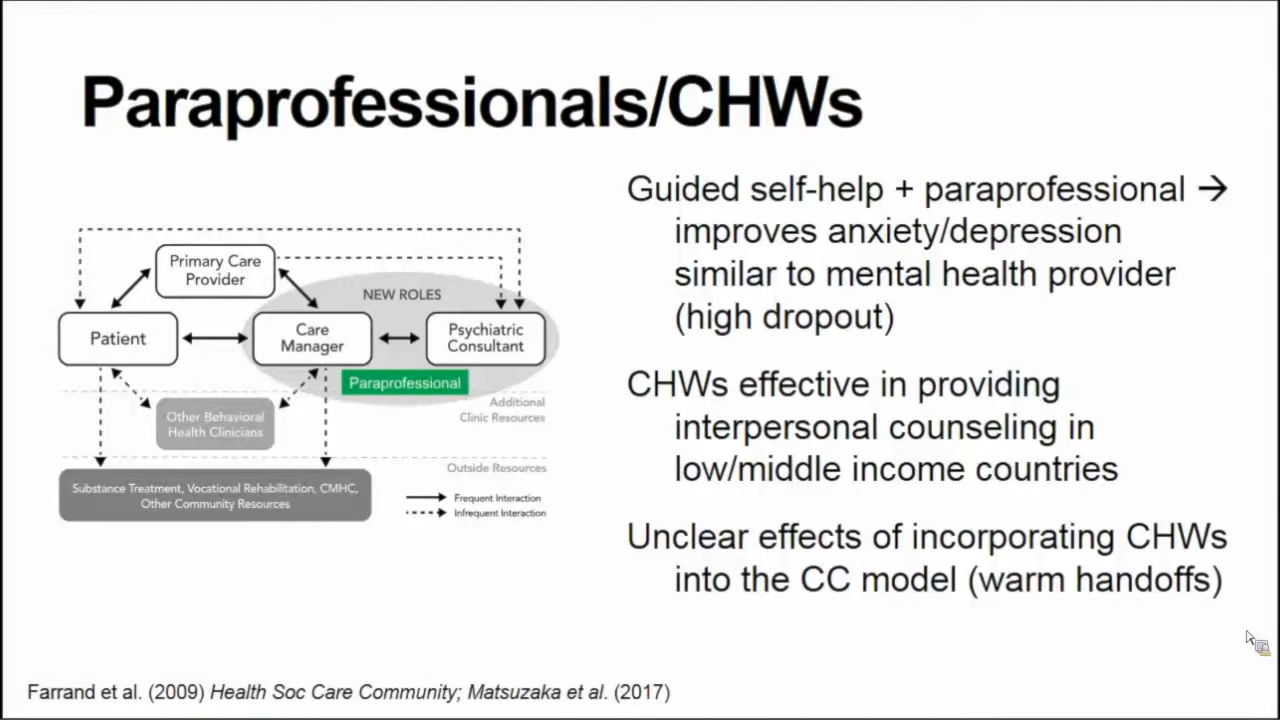 Paraprofessionals/CHWs
Primary Care
Provider
NEW ROLES
Patient
Care
Manager
Psychiatric
Consultant
Paraprofessional
Other Behavioral
Health Clinicians
Additional
Clinic Resources
Outside Resources
Substance Treatment, Vocational Rehabilitation, CMHC,
Other Community Resources
Frequent Interaction
Infrequent Interaction
Guided self-help + paraprofessional →
improves anxiety/depression
similar to mental health provider
(high dropout)
CHWs effective in providing
interpersonal counseling in
low/middle income countries
Unclear effects of incorporating CHWs
into the CC model (warm handoffs)
Farrand et al. (2009) Health Soc Care Community; Matsuzaka et al. (2017)